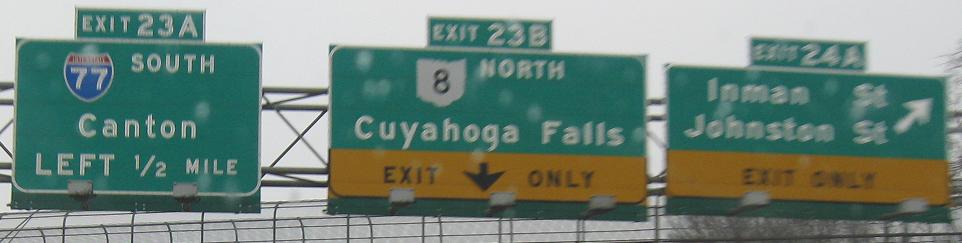 EXIT 23A
INTERSTATE
77 SOUTH
Canton
LEFT 1/2 MILE
EXIT 23B
8 NORTH
Cuyahoga Falls
EXIT ONLY
EXIT 24A
Inman St
Johnston St
EXIT ONLY